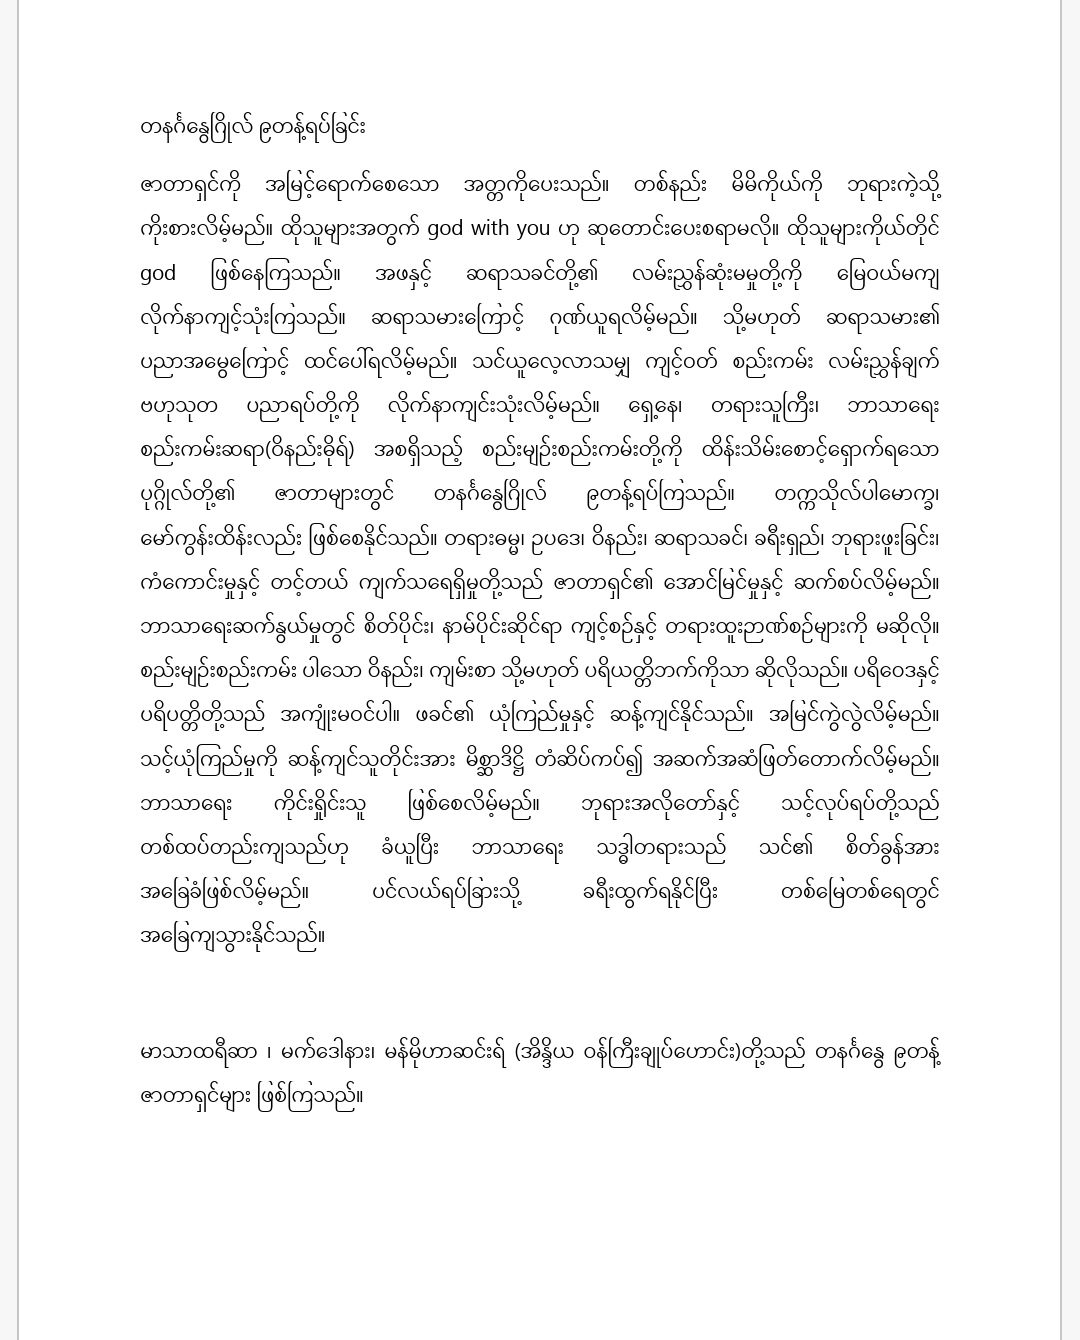 တနင်္ဂနွေဂြိုလ် ၉တန့်ရပ်ခြင်း
ဇာတာရှင်ကို အမြင့်ရောက်စေသော အတ္တကိုပေးသည်။ တစ်နည်း မိမိကိုယ်ကို ဘုရားကဲ့သို့
ကိုးစားလိမ့်မည်။ ထိုသူများအတွက် god with you ဟု ဆုတောင်းပေးစရာမလို။ ထိုသူများကိုယ်တိုင်
god ဖြစ်နေကြသည်။ အဖနှင့် ဆရာသခင်တို့၏ လမ်းညွှန်ဆုံးမမှုတို့ကို မြေဝယ်မကျ
လိုက်နာကျင့်သုံးကြသည်။ ဆရာသမားကြောင့် ဂုဏ်ယူရလိမ့်မည်။ သို့မဟုတ် ဆရာသမား၏
ပညာအမွေကြောင့် ထင်ပေါ်ရလိမ့်မည်။ သင်ယူလေ့လာသမျှ ကျင့်ဝတ် စည်းကမ်း လမ်းညွှန်ချက်
ဗဟုသုတ ပညာရပ်တို့ကို လိုက်နာကျင်းသုံးလိမ့်မည်။ ရှေ့နေ၊ တရားသူကြီး၊ ဘာသာရေး
စည်းကမ်းဆရာ(ဝိနည်းဓိုရ်) အစရှိသည့် စည်းမျဉ်းစည်းကမ်းတို့ကို ထိန်းသိမ်းစောင့်ရှောက်ရသော
ပုဂ္ဂိုလ်တို့၏ ဇာတာများတွင် တနင်္ဂနွေဂြိုလ် ၉တန့်ရပ်ကြသည်။ တက္ကသိုလ်ပါမောက္ခ၊
မော်ကွန်းထိန်းလည်း ဖြစ်စေနိုင်သည်။ တရားဓမ္မ၊ ဥပဒေ၊ ဝိနည်း၊ ဆရာသခင်၊ ခရီးရှည်၊ ဘုရားဖူးခြင်း၊
ကံကောင်းမှုနှင့် တင့်တယ် ကျက်သရေရှိမှုတို့သည် ဇာတာရှင်၏ အောင်မြင်မှုနှင့် ဆက်စပ်လိမ့်မည်။
ဘာသာရေးဆက်နွယ်မှုတွင် စိတ်ပိုင်း၊ နာမ်ပိုင်းဆိုင်ရာ ကျင့်စဉ်နှင့် တရားထူးဉာဏ်စဉ်များကို မဆိုလို။
စည်းမျဉ်းစည်းကမ်း ပါသော ဝိနည်း၊ ကျမ်းစာ သို့မဟုတ် ပရိယတ္တိဘက်ကိုသာ ဆိုလိုသည်။ ပရိဝေဒနှင့်
ပရိပတ္တိတို့သည် အကျုံးမဝင်ပါ။ ဖခင်၏ ယုံကြည်မှုနှင့် ဆန့်ကျင်နိုင်သည်။ အမြင်ကွဲလွဲလိမ့်မည်။
သင့်ယုံကြည်မှုကို ဆန့်ကျင်သူတိုင်းအား မိစ္ဆာဒိဋ္ဌိ တံဆိပ်ကပ်၍ အဆက်အဆံဖြတ်တောက်လိမ့်မည်။
ဘာသာရေး ကိုင်းရှိုင်းသူ ဖြစ်စေလိမ့်မည်။ ဘုရားအလိုတော်နှင့် သင့်လုပ်ရပ်တို့သည်
တစ်ထပ်တည်းကျသည်ဟု ခံယူပြီး ဘာသာရေး သဒ္ဓါတရားသည် သင်၏ စိတ်ခွန်အား
အခြေခံဖြစ်လိမ့်မည်။ ပင်လယ်ရပ်ခြားသို့ ခရီးထွက်ရနိုင်ပြီး တစ်မြေတစ်ရေတွင်
အခြေကျသွားနိုင်သည်။
မာသာထရီဆာ ၊ မက်ဒေါနား၊ မန်မိုဟာဆင်းရ် (အိန္ဒိယ ဝန်ကြီးချုပ်ဟောင်း)တို့သည် တနင်္ဂနွေ ၉တန့်
ဇာတာရှင်များ ဖြစ်ကြသည်။